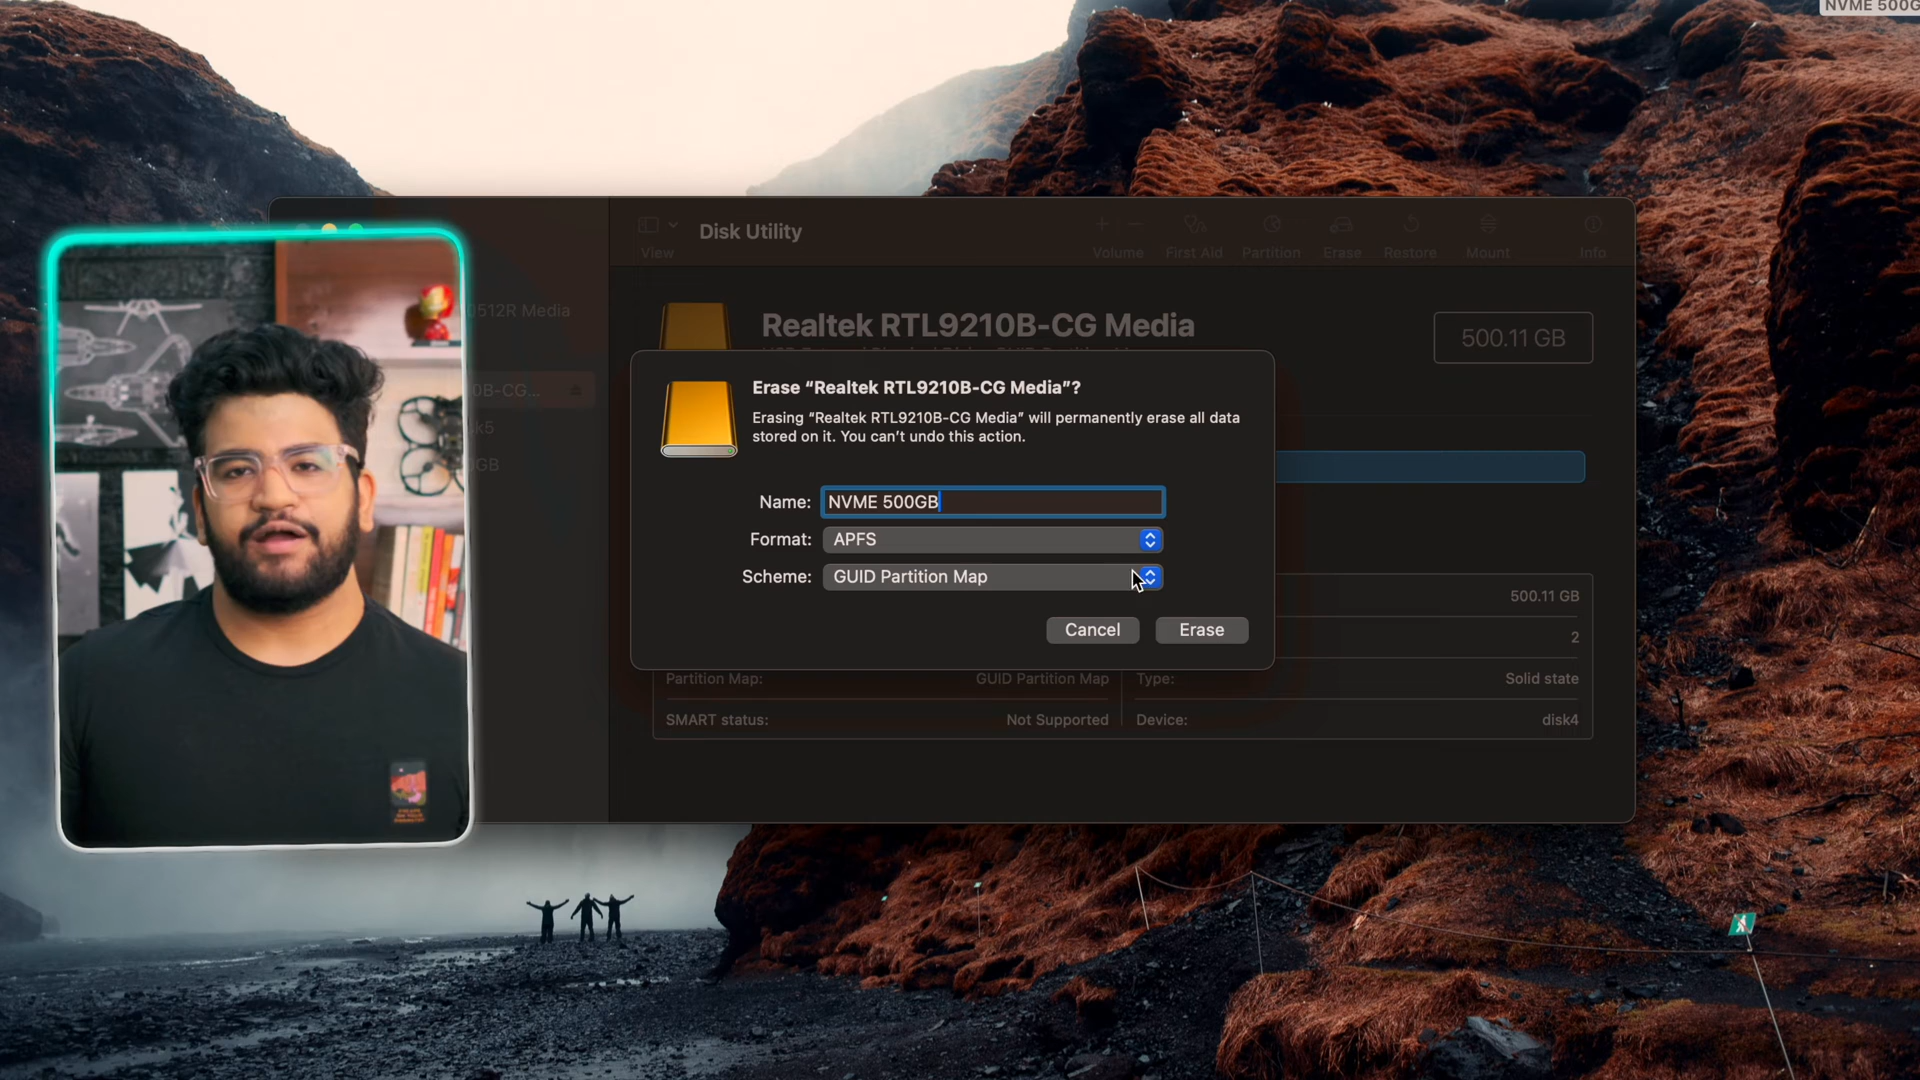 NVME 500G
Disk Utility
View
Volume
First Aid
Partition
Erase
Restore
Mount
Info
512R Media
0B-CG...
k5
GB
Realtek RTL9210B-CG Media
500.11 GB
Erase “Realtek RTL9210B-CG Media”?
Erasing “Realtek RTL9210B-CG Media” will permanently erase all data
stored on it. You can’t undo this action.
Name: NVME 500GB
Format: APFS
Scheme: GUID Partition Map
Cancel
Erase
500.11 GB
2
Partition Map: GUID Partition Map
Type: Solid state
SMART status: Not Supported
Device: disk4